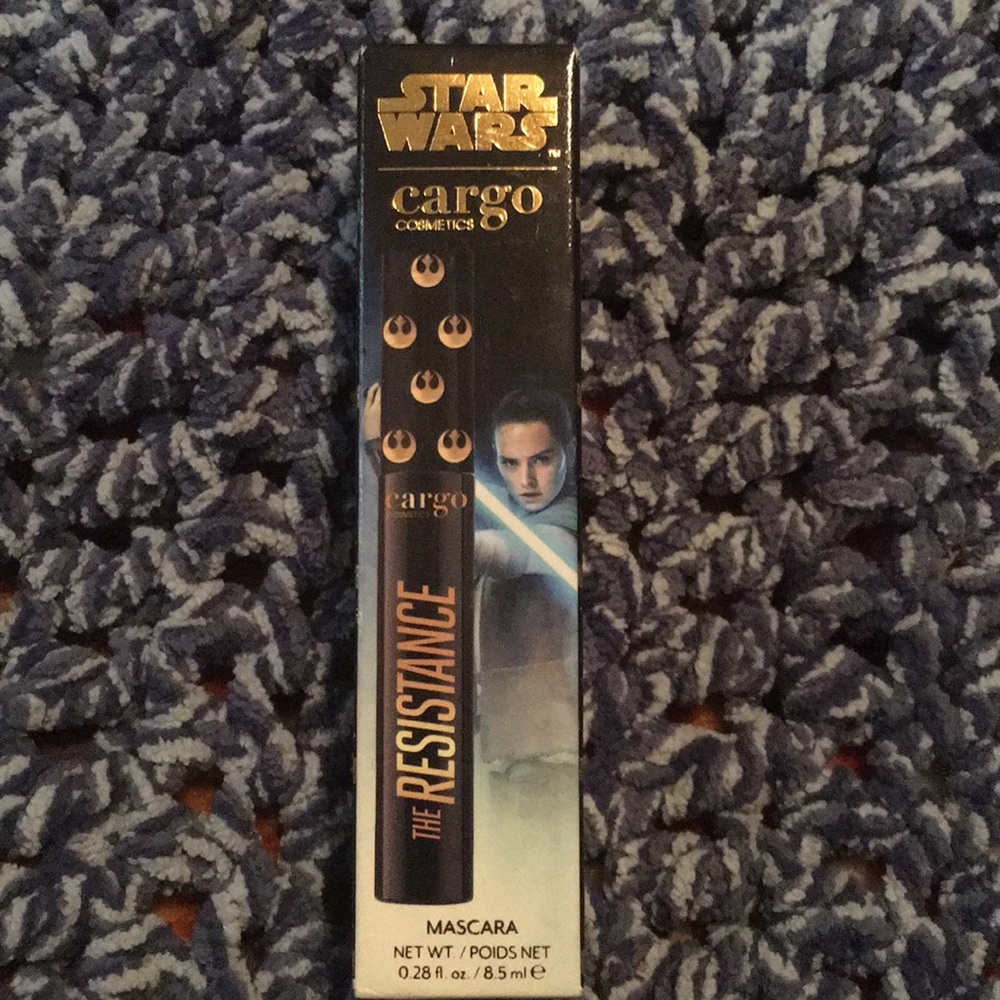 STAR
WARS™
cargo
COSMETICS
cargo
COSMETICS
THE RESISTANCE
MASCARA
NET WT. / POIDS NET
0.28 fl. oz. / 8.5 ml ℮